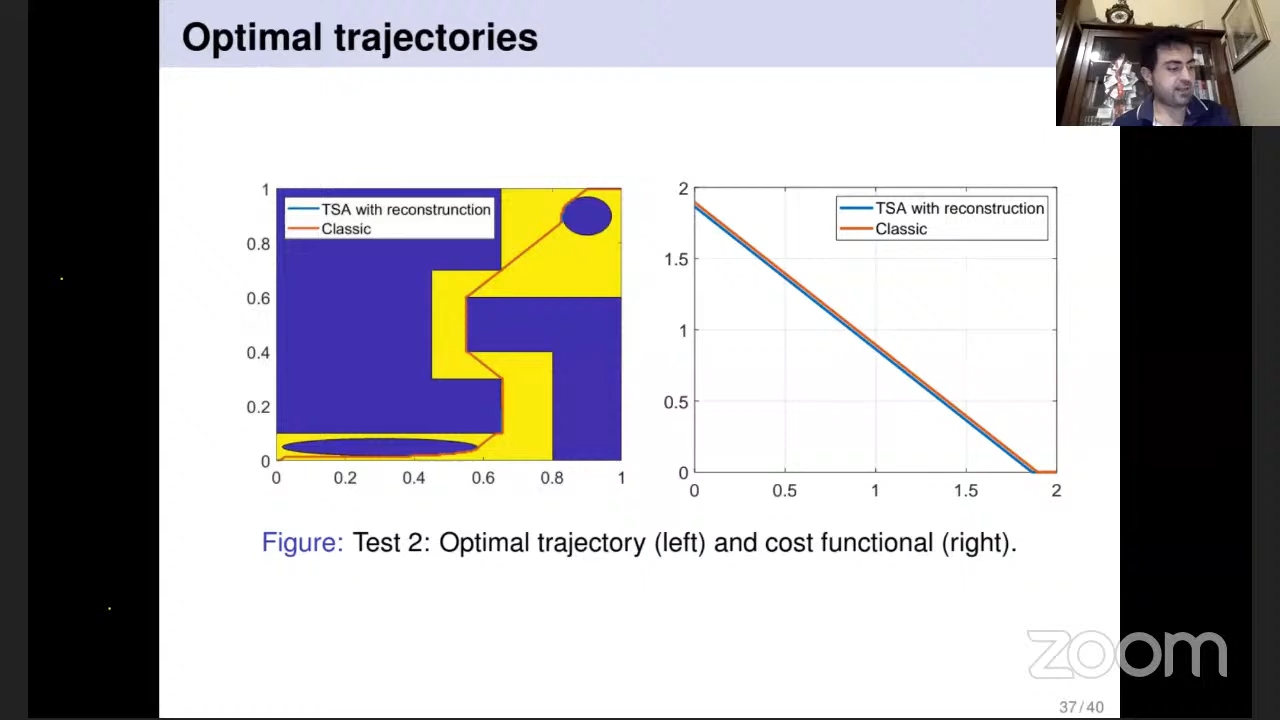 Optimal trajectories
1
0.8
0.6
0.4
0.2
0
0
0.2
0.4
0.6
0.8
1
TSA with reconstrunction
Classic
2
1.5
1
0.5
0
0
0.5
1
1.5
2
TSA with reconstruction
Classic
Figure: Test 2: Optimal trajectory (left) and cost functional (right).
zoom
37 / 40